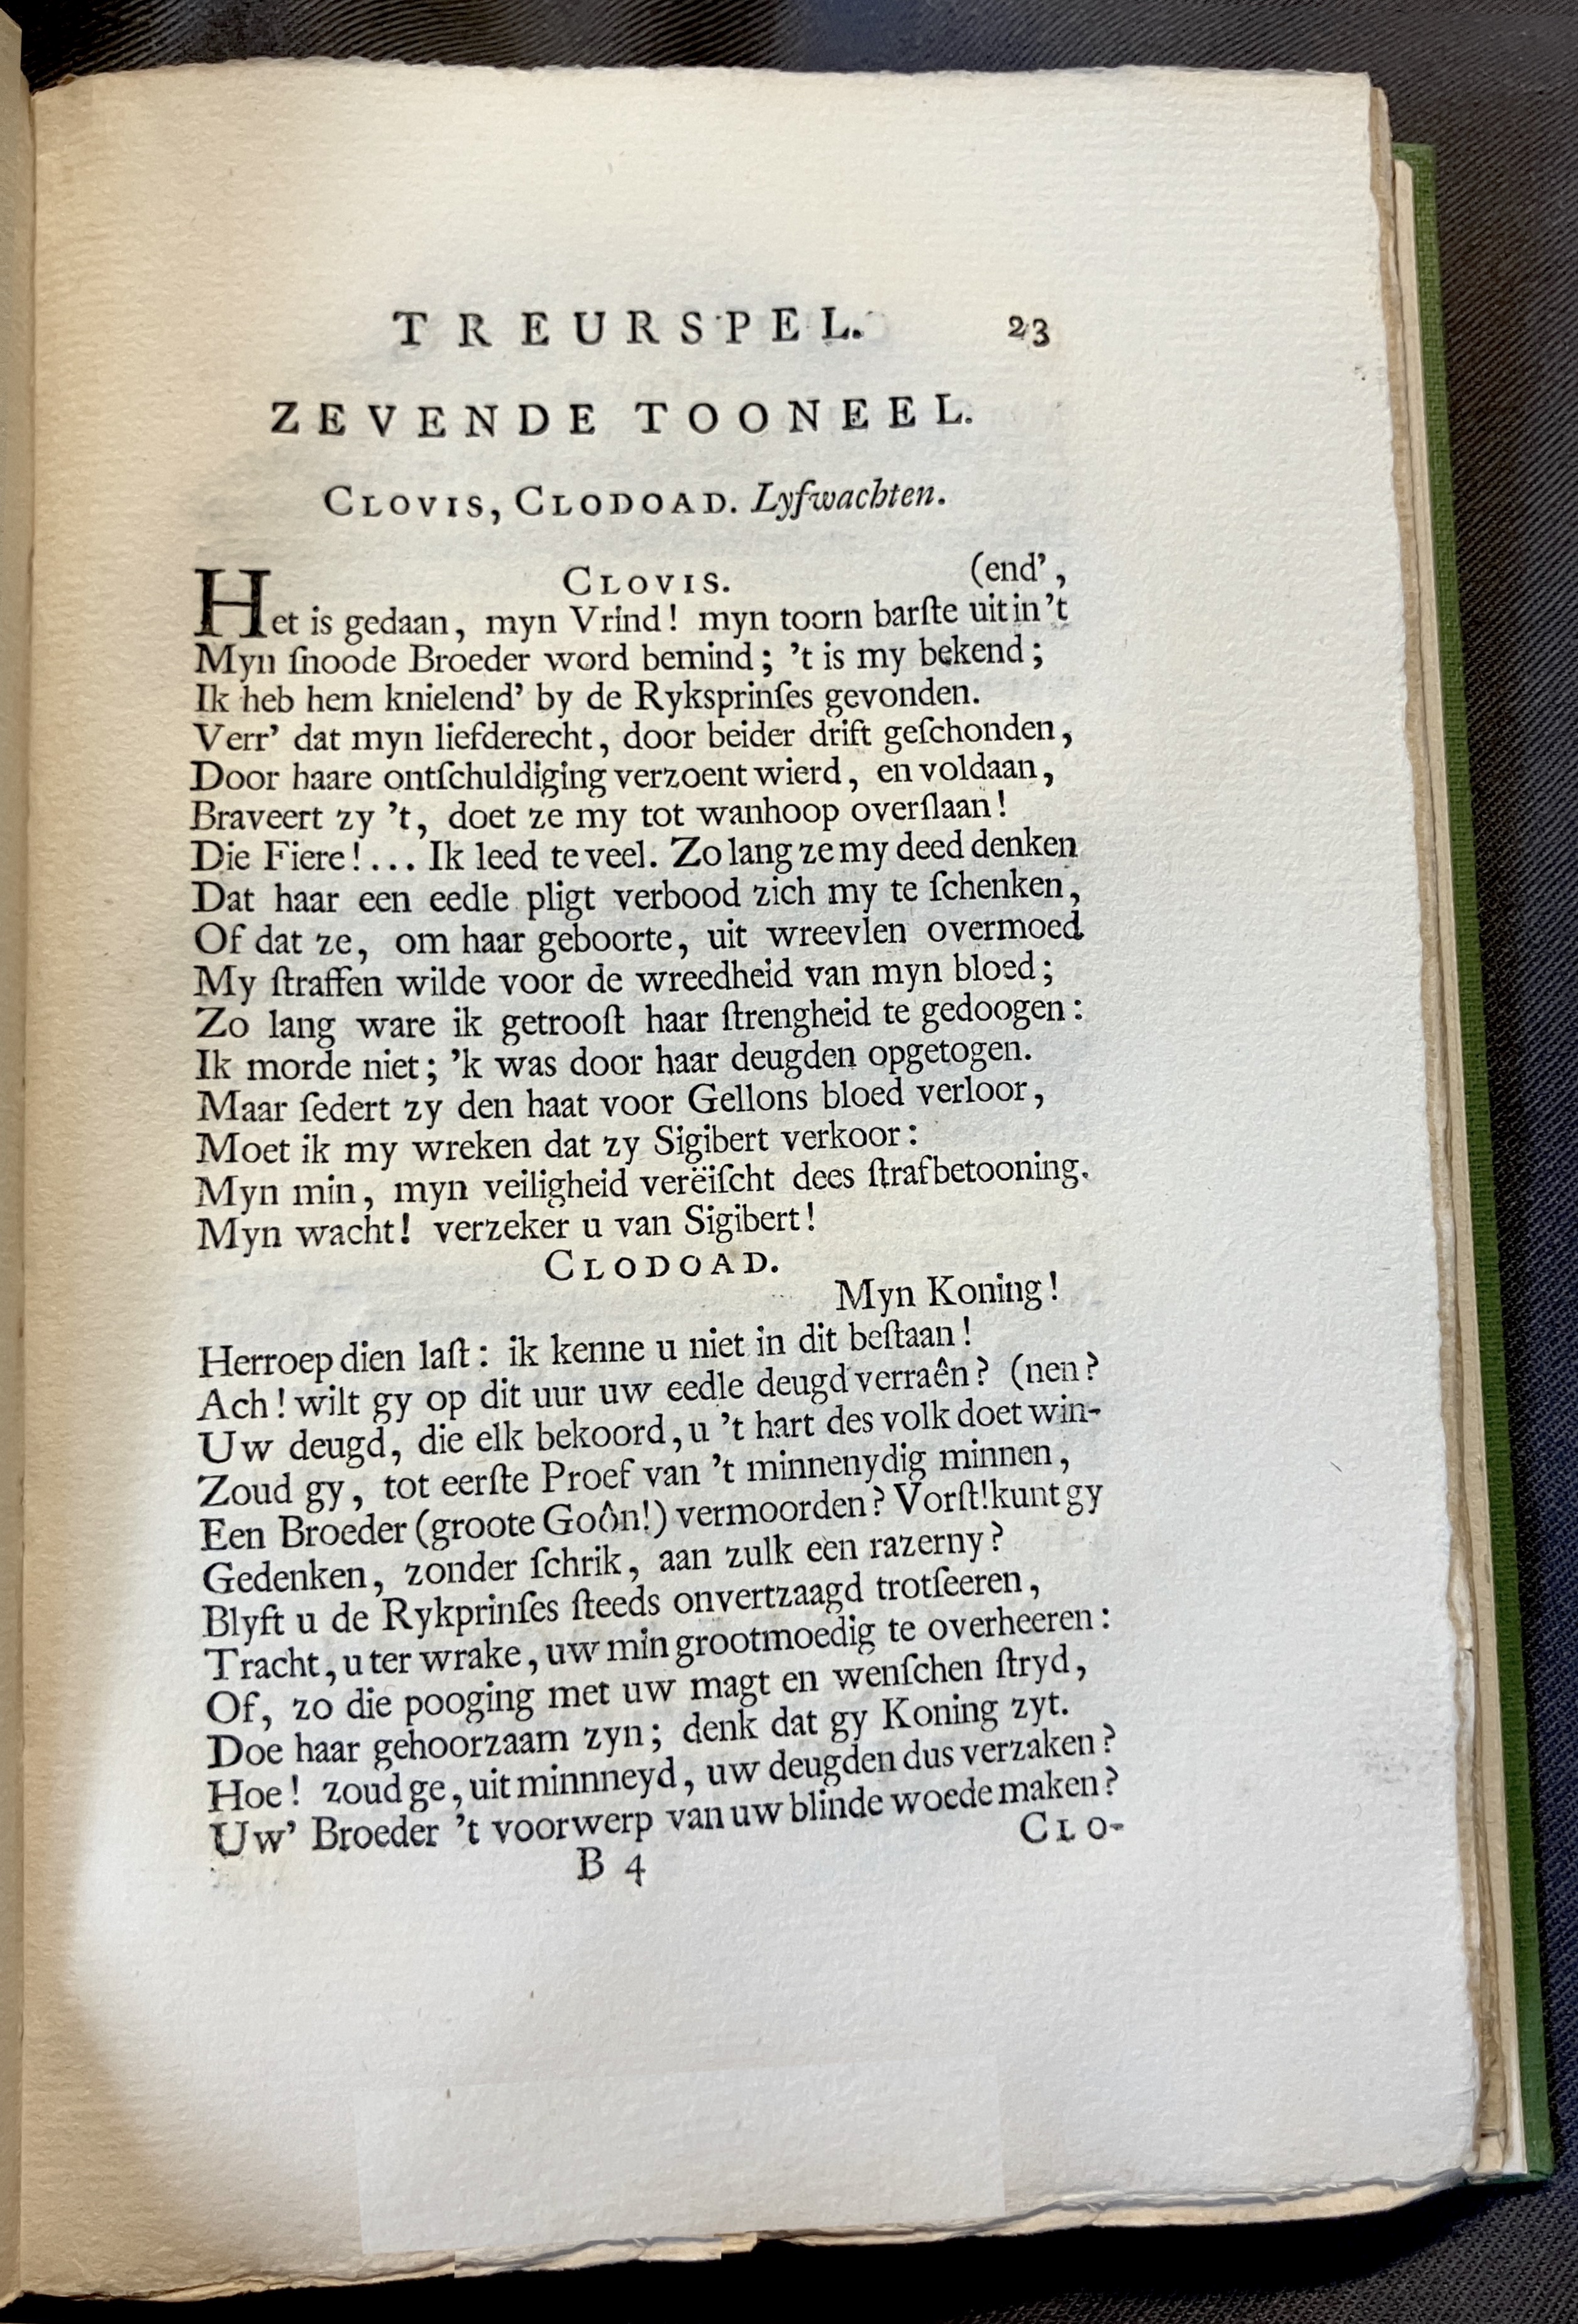 TREURSPEL. 23
ZEVENDE TOONEEL.
CLOVIS, CLODOAD. Lyfwachten.
CLOVIS. (end',
Het is gedaan, myn Vrind! myn toorn barſte uit in 't
Myn ſnoode Broeder word bemind; 't is my bekend;
Ik heb hem knielend' by de Ryksprinſes gevonden.
Verr' dat myn liefderecht, door beider drift geſchonden,
Door haare ontſchuldiging verzoent wierd, en voldaan,
Braveert zy 't, doet ze my tot wanhoop overſlaan!
Die Fiere!... Ik leed te veel. Zo lang ze my deed denken
Dat haar een eedle pligt verbood zich my te ſchenken,
Of dat ze, om haar geboorte, uit wreevlen overmoed
My ſtraffen wilde voor de wreedheid van myn bloed;
Zo lang ware ik getrooſt haar ſtrengheid te gedoogen:
Ik morde niet; 'k was door haar deugden opgetogen.
Maar ſedert zy den haat voor Gellons bloed verloor,
Moet ik my wreken dat zy Sigibert verkoor:
Myn min, myn veiligheid verëiſcht dees ſtrafbetooning.
Myn wacht! verzeker u van Sigibert!
CLODOAD.
Myn Koning!
Herroep dien laſt: ik kenne u niet in dit beſtaan!
Ach! wilt gy op dit uur uw eedle deugd verraên? (nen?
Uw deugd, die elk bekoord, u 't hart des volk doet win-
Zoud gy, tot eerſte Proef van 't minnenydig minnen,
Een Broeder (groote Goôn!) vermoorden? Vorſt! kunt gy
Gedenken, zonder ſchrik, aan zulk een razerny?
Blyft u de Rykprinſes ſteeds onvertzaagd trotſeeren,
Tracht, u ter wrake, uw min grootmoedig te overheeren:
Of, zo die pooging met uw magt en wenſchen ſtryd,
Doe haar gehoorzaam zyn; denk dat gy Koning zyt.
Hoe! zoud ge, uit minnneyd, uw deugden dus verzaken?
Uw' Broeder 't voorwerp van uw blinde woede maken?
B 4 CLO-